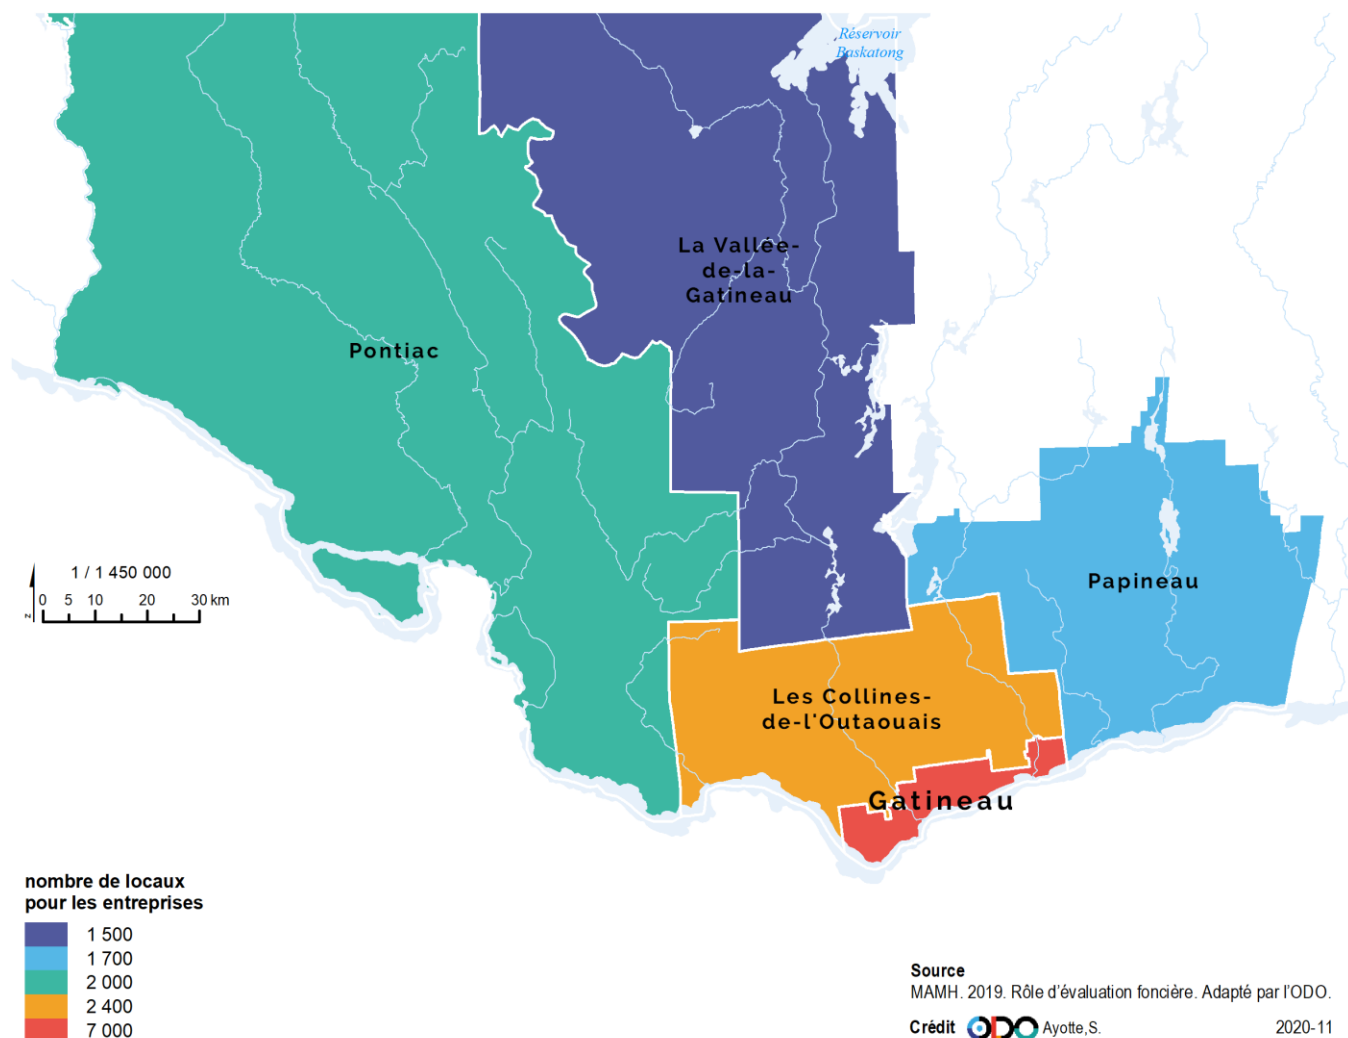 Réservoir
Baskatong
La Vallée-
de-la-
Gatineau
Pontiac
Papineau
1 / 1 450 000
z
0 5 10 20 30 km
Les Collines-
de-l'Outaouais
Gatineau
nombre de locaux
pour les entreprises
1 500
1 700
2 000
2 400
7 000
Source
MAMH. 2019. Rôle d'évaluation foncière. Adapté par l'ODO.
Crédit ODO Ayotte,S. 2020-11